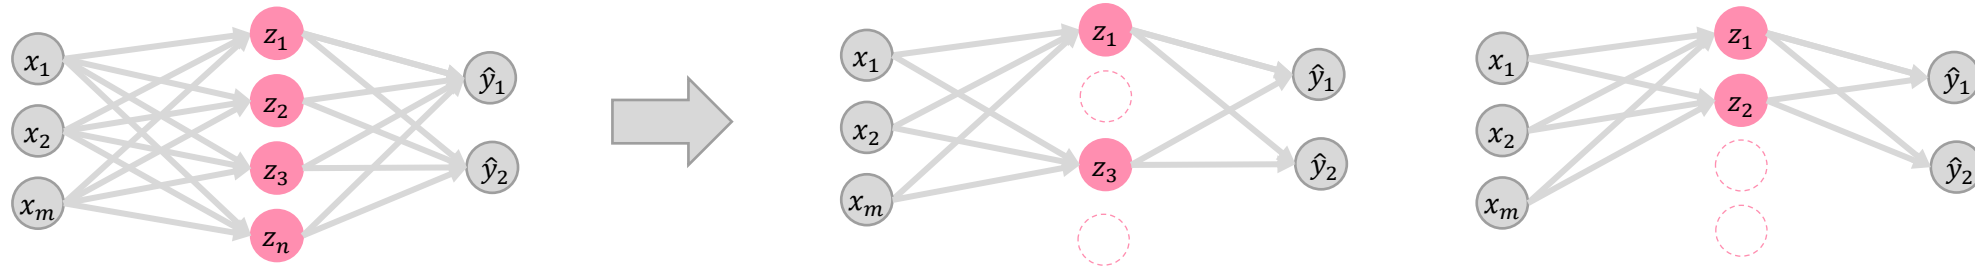 x₁
x₂
xₘ
z₁
z₂
z₃
zₙ
ŷ₁
ŷ₂
x₁
x₂
xₘ
z₁
z₃
ŷ₁
ŷ₂
x₁
x₂
xₘ
z₁
z₂
ŷ₁
ŷ₂